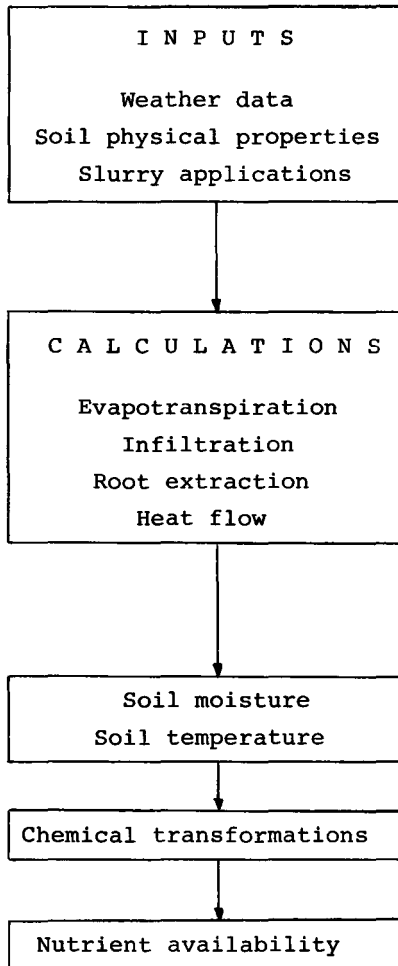 I N P U T S
Weather data
Soil physical properties
Slurry applications
C A L C U L A T I O N S
Evapotranspiration
Infiltration
Root extraction
Heat flow
Soil moisture
Soil temperature
Chemical transformations
Nutrient availability